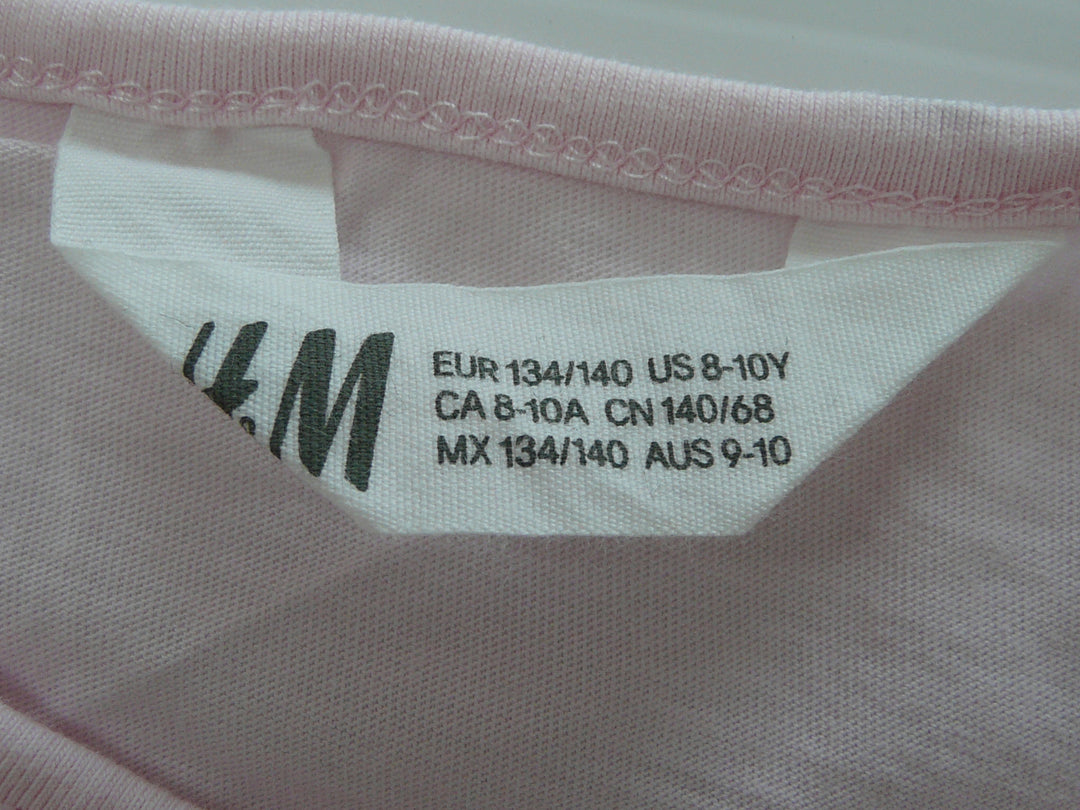 H&M
EUR 134/140 US 8-10Y
CA 8-10A CN 140/68
MX 134/140 AUS 9-10